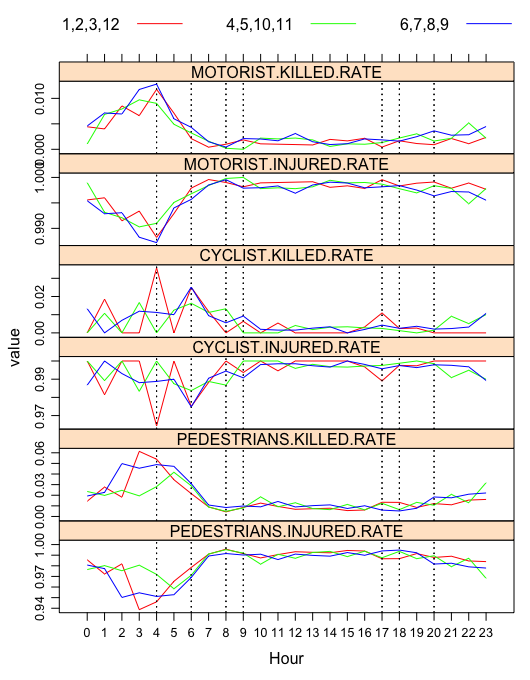 1,2,3,12 4,5,10,11 6,7,8,9
MOTORIST.KILLED.RATE
0.010
0.000
MOTORIST.INJURED.RATE
1.000
0.990
CYCLIST.KILLED.RATE
0.02
0.00
CYCLIST.INJURED.RATE
0.99
0.97
PEDESTRIANS.KILLED.RATE
0.06
0.03
0.00
PEDESTRIANS.INJURED.RATE
1.00
0.97
0.94
value
0 1 2 3 4 5 6 7 8 9 10 11 12 13 14 15 16 17 18 19 20 21 22 23
Hour